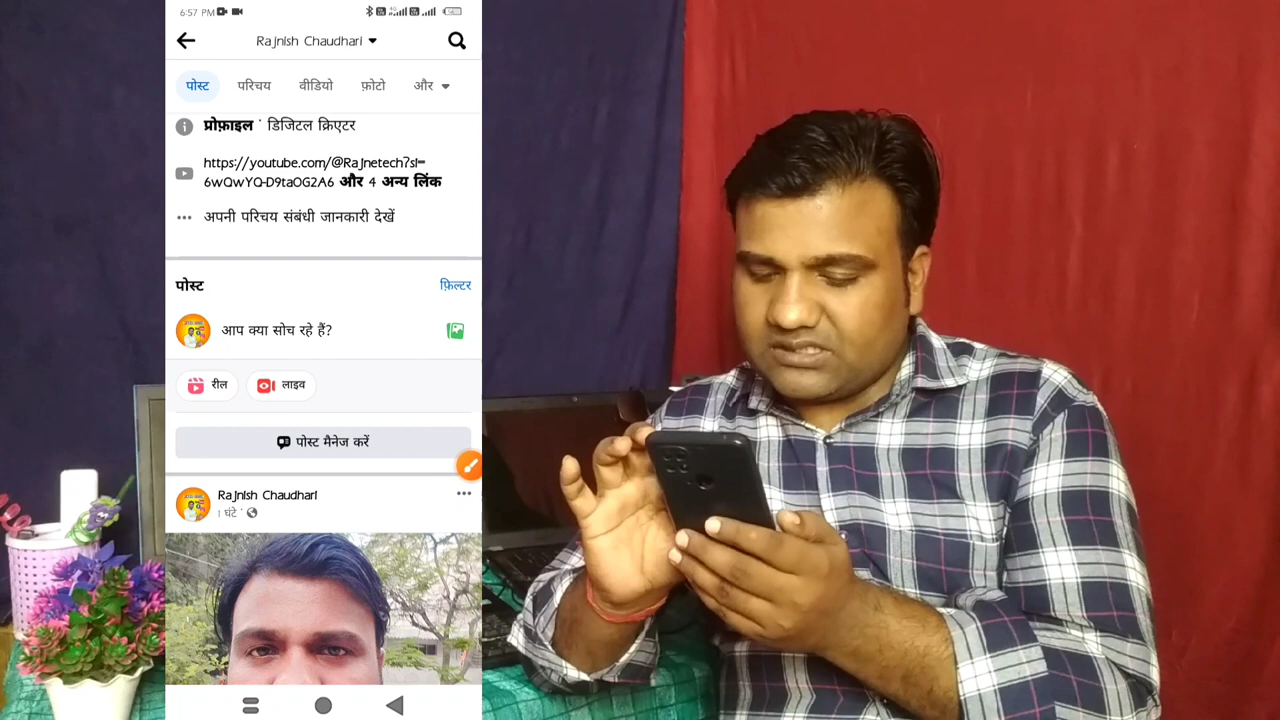 6:57 PM
Rajnish Chaudhari
पोस्ट परिचय वीडियो फ़ोटो और
प्रोफ़ाइल · डिजिटल क्रिएटर
https://youtube.com/@Rajnetech?si=
6wQwYQ-D9taOG2A6 और 4 अन्य लिंक
अपनी परिचय संबंधी जानकारी देखें
पोस्ट फ़िल्टर
आप क्या सोच रहे हैं?
रील लाइव
पोस्ट मैनेज करें
Rajnish Chaudhari
1 घंटे ·